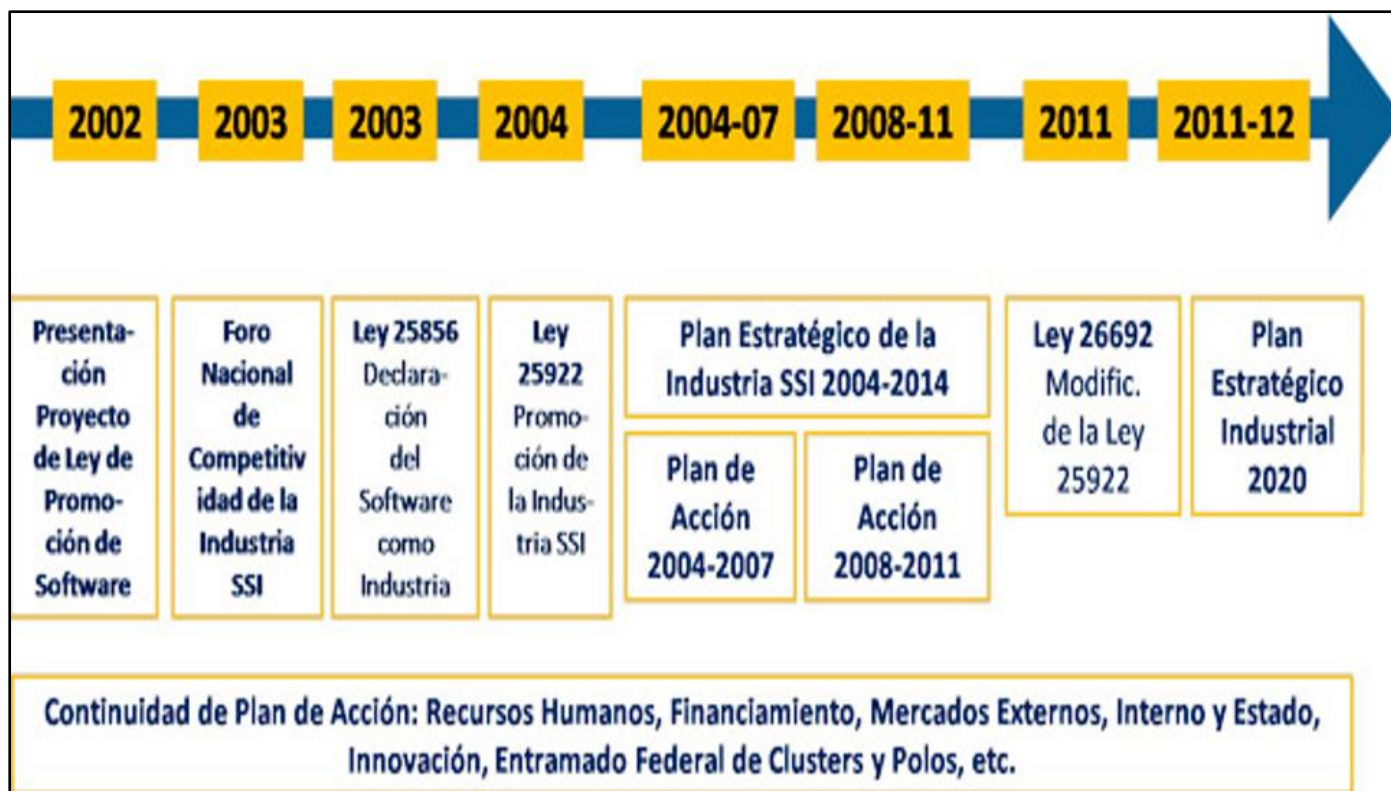 2002
2003
2003
2004
2004-07
2008-11
2011
2011-12
Presenta-
ción
Proyecto
de Ley de
Promo-
ción de
Software
Foro
Nacional
de
Competitiv
idad de la
Industria
SSI
Ley 25856
Declara-
ción
del
Software
como
Industria
Ley
25922
Promo-
ción de
la Indus-
tria SSI
Plan Estratégico de la
Industria SSI 2004-2014
Plan de
Acción
2004-2007
Plan de
Acción
2008-2011
Ley 26692
Modific.
de la Ley
25922
Plan
Estratégico
Industrial
2020
Continuidad de Plan de Acción: Recursos Humanos, Financiamiento, Mercados Externos, Interno y Estado,
Innovación, Entramado Federal de Clusters y Polos, etc.